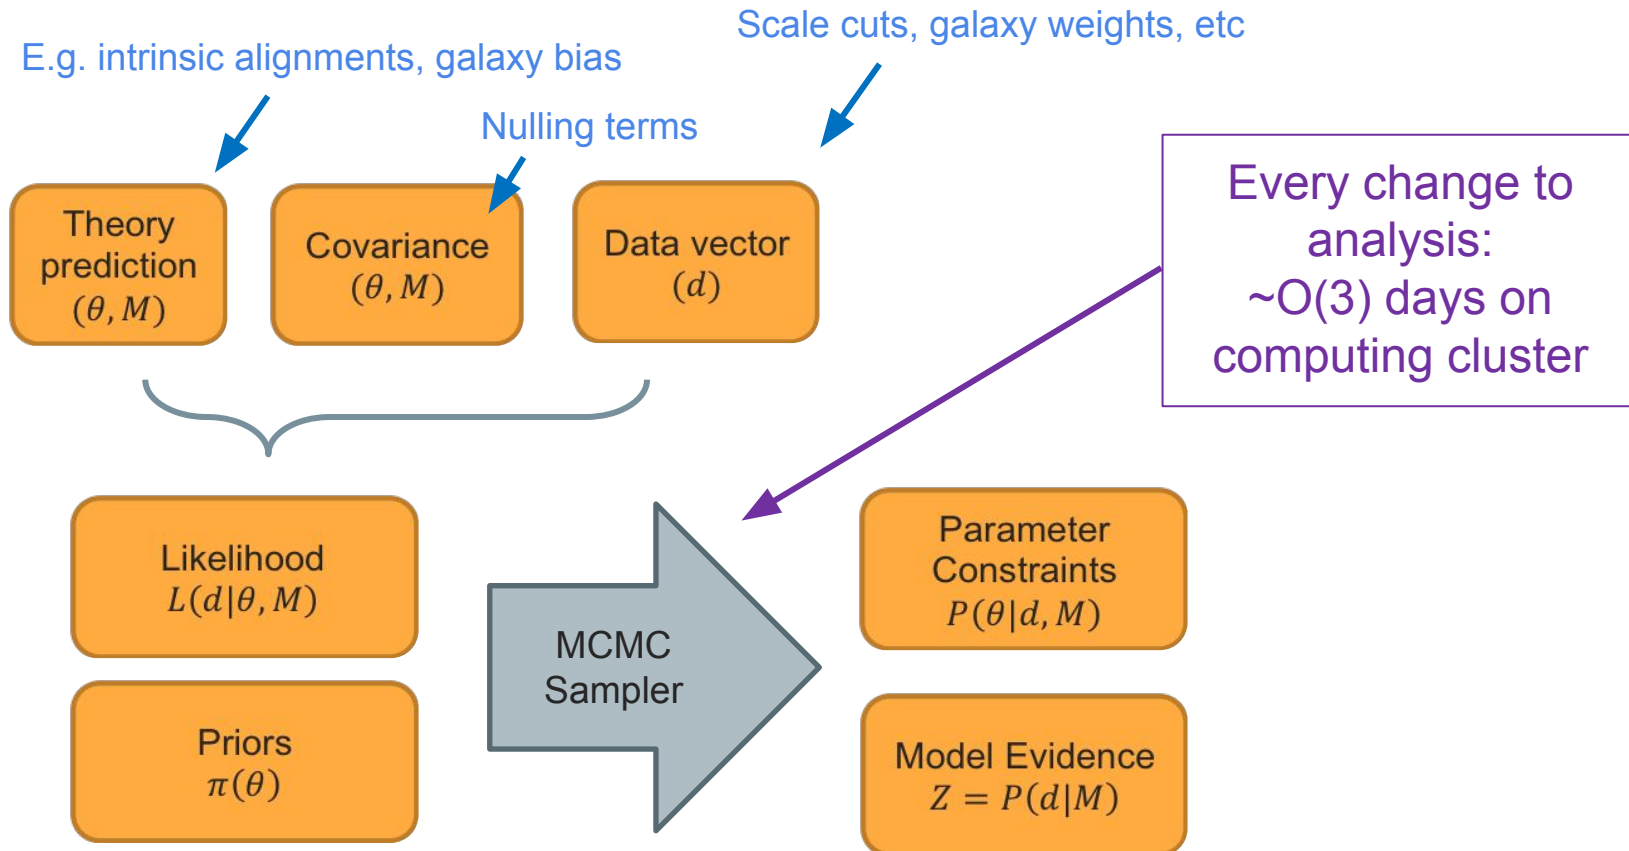 Scale cuts, galaxy weights, etc
E.g. intrinsic alignments, galaxy bias
Nulling terms
Theory
prediction
(θ, M)
Covariance
(θ, M)
Data vector
(d)
Every change to
analysis:
~O(3) days on
computing cluster
Likelihood
L(d|θ, M)
Priors
π(θ)
MCMC
Sampler
Parameter
Constraints
P(θ|d, M)
Model Evidence
Z = P(d|M)